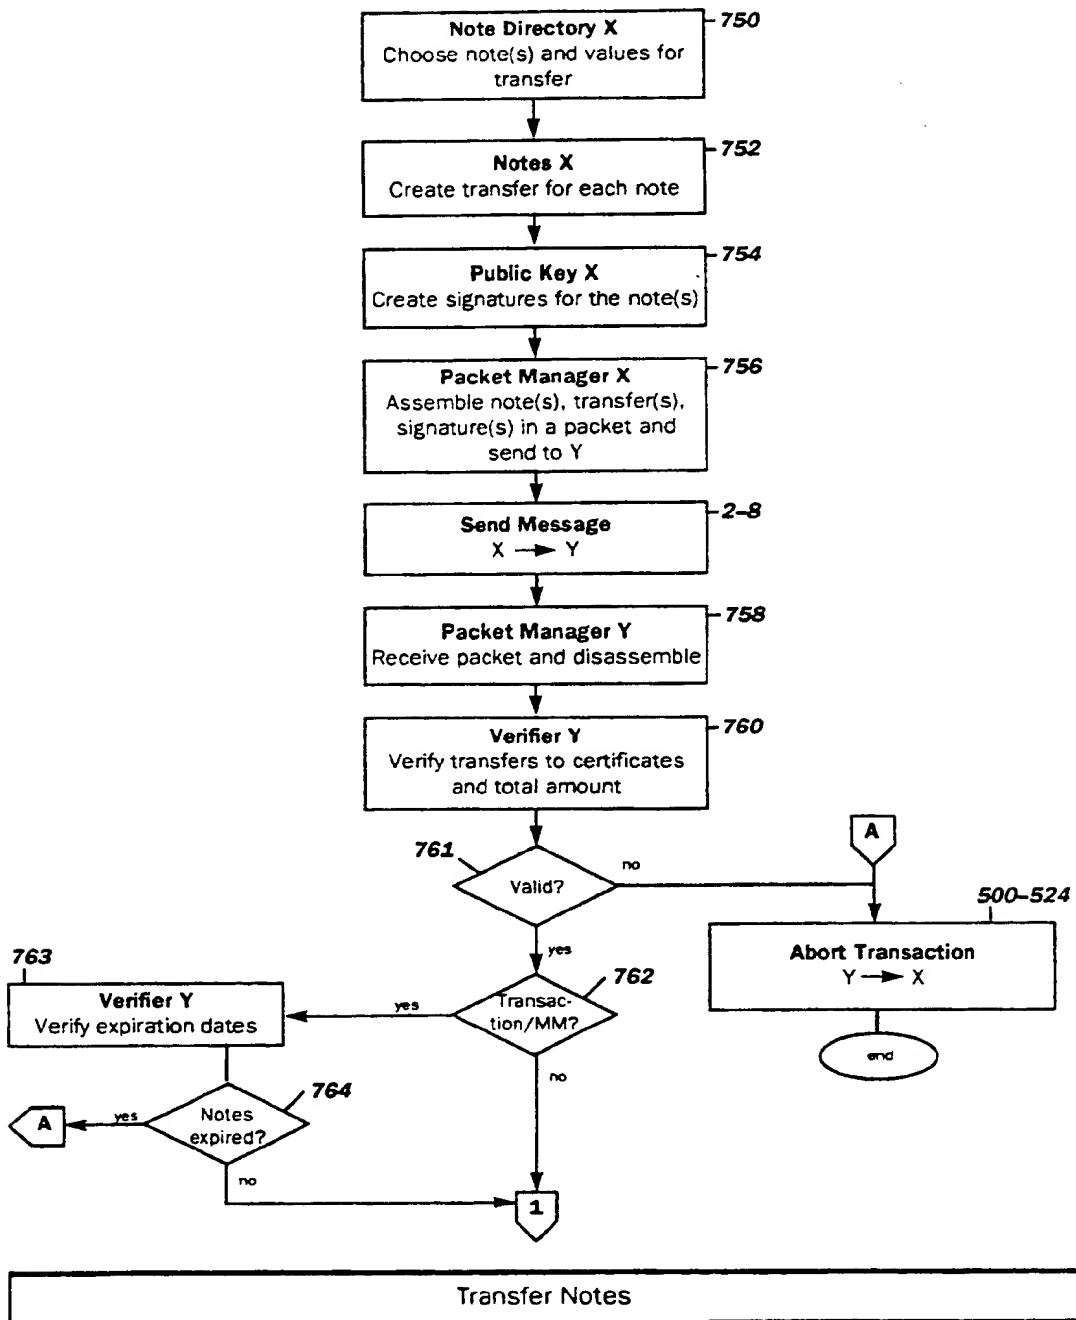 750
Note Directory X
Choose note(s) and values for
transfer
752
Notes X
Create transfer for each note
754
Public Key X
Create signatures for the note(s)
756
Packet Manager X
Assemble note(s), transfer(s),
signature(s) in a packet and
send to Y
2-8
Send Message
X → Y
758
Packet Manager Y
Receive packet and disassemble
760
Verifier Y
Verify transfers to certificates
and total amount
A
761
Valid?
no
yes
500-524
Abort Transaction
Y → X
end
763
Verifier Y
Verify expiration dates
yes
762
Transac-
tion/MM?
no
764
Notes
expired?
yes
A
no
1
Transfer Notes